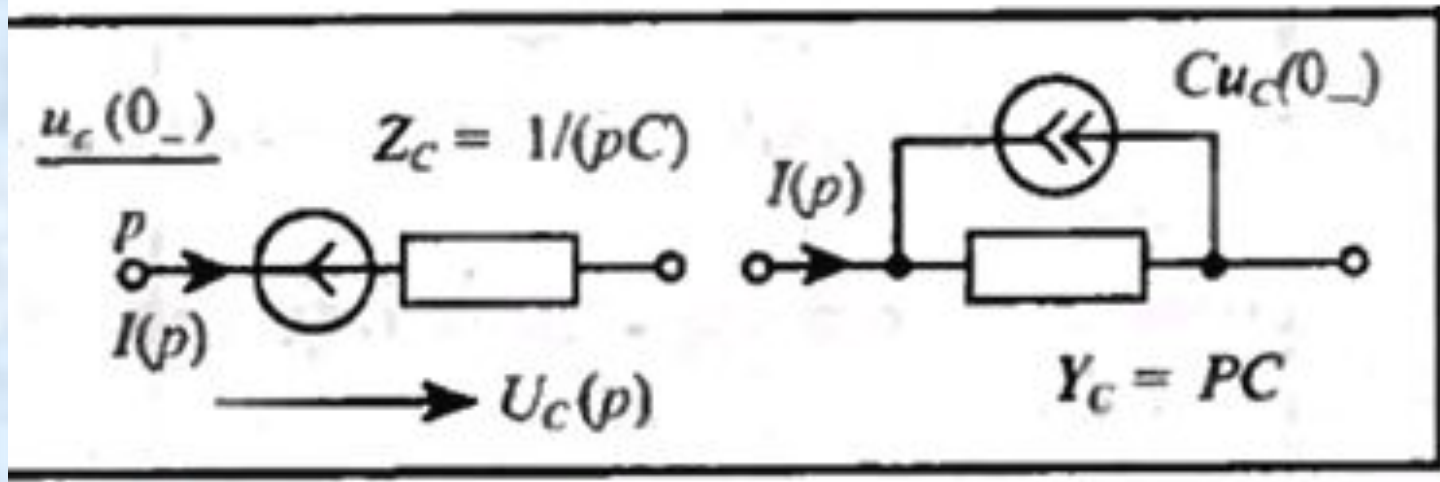 u_c(0_)
p
I(p)
Z_C = 1/(pC)
U_C(p)
I(p)
Cu_C(0_)
Y_C = PC